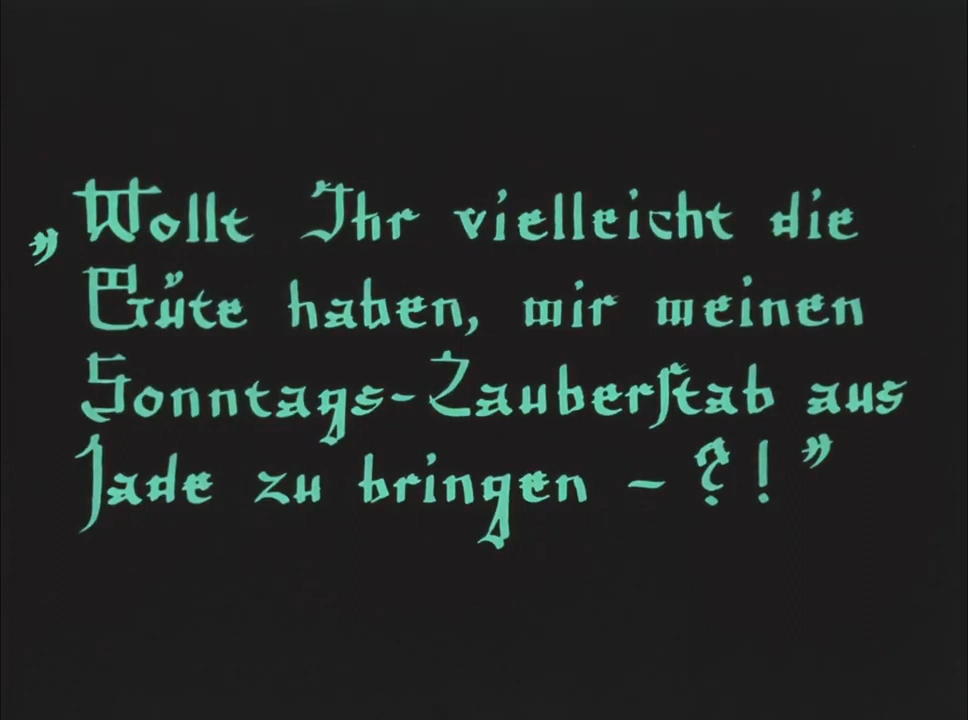 „Wollt Ihr vielleicht die
Güte haben, mir meinen
Sonntags-Zauberstab aus
Jade zu bringen – ?!”